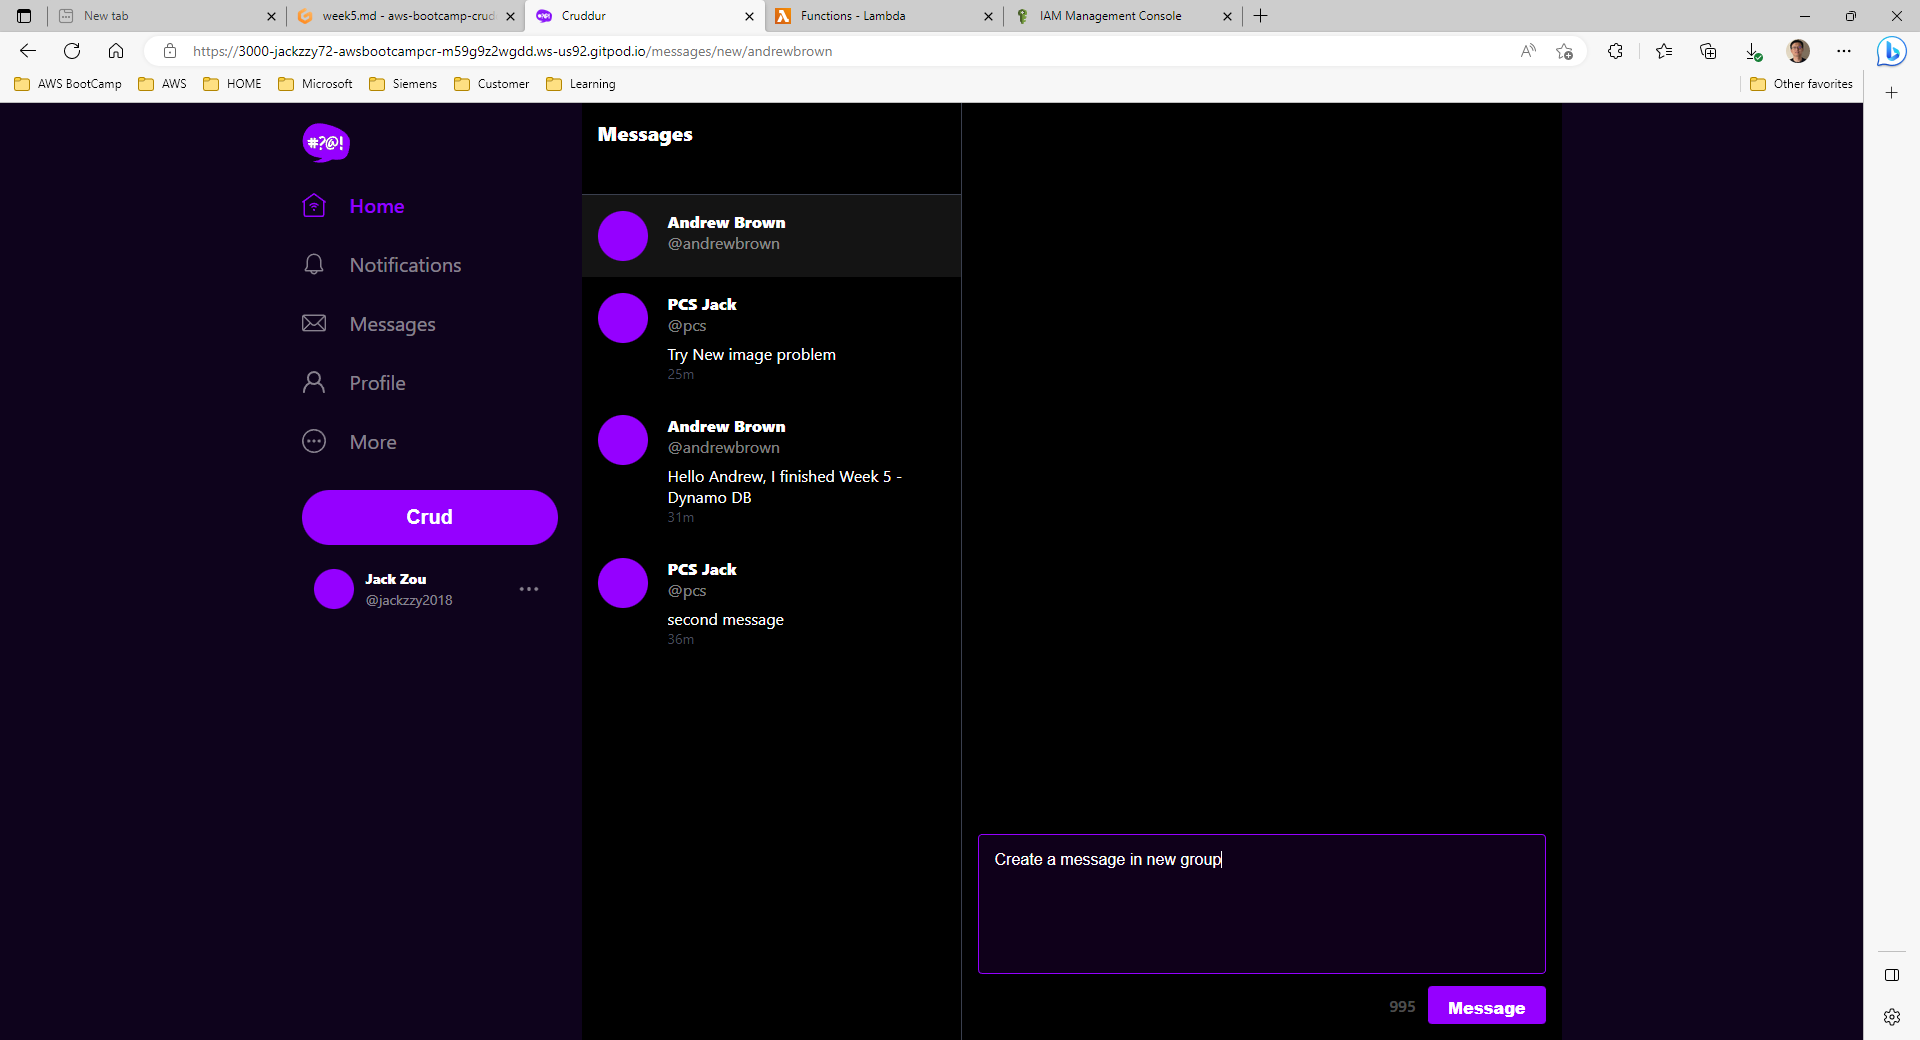 New tab
week5.md - aws-bootcamp-crud
Cruddur
Functions - Lambda
IAM Management Console
https://3000-jackzzy72-awsbootcampcr-m59g9z2wgdd.ws-us92.gitpod.io/messages/new/andrewbrown
AWS BootCamp
AWS
HOME
Microsoft
Siemens
Customer
Learning
Other favorites
#?@!
Home
Notifications
Messages
Profile
More
Crud
Jack Zou
@jackzzy2018
Messages
Andrew Brown
@andrewbrown
PCS Jack
@pcs
Try New image problem
25m
Andrew Brown
@andrewbrown
Hello Andrew, I finished Week 5 -
Dynamo DB
31m
PCS Jack
@pcs
second message
36m
Create a message in new group
995
Message